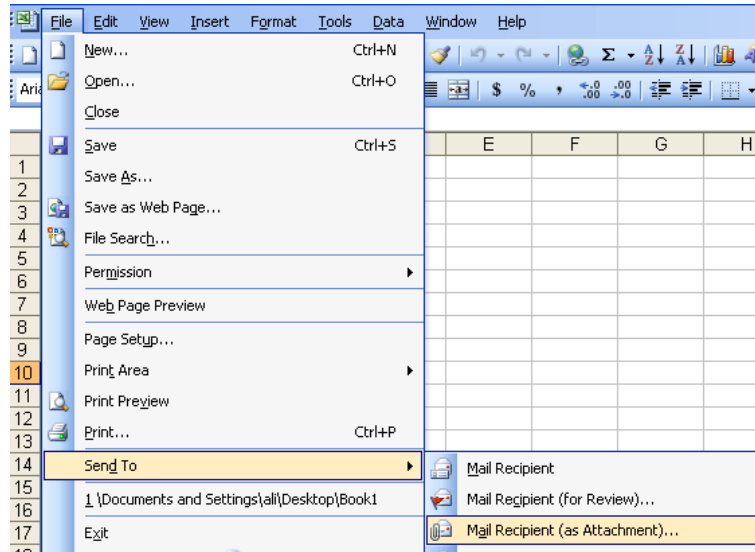 File Edit View Insert Format Tools Data Window Help
New... Ctrl+N
Open... Ctrl+O
Close
Save Ctrl+S
Save As...
Save as Web Page...
File Search...
Permission
Web Page Preview
Page Setup...
Print Area
Print Preview
Print... Ctrl+P
Send To
1 \Documents and Settings\ali\Desktop\Book1
Exit
Mail Recipient
Mail Recipient (for Review)...
Mail Recipient (as Attachment)...
Σ A Z Z A
$ % , .00 .00
E F G H
1
2
3
4
5
6
7
8
9
10
11
12
13
14
15
16
17